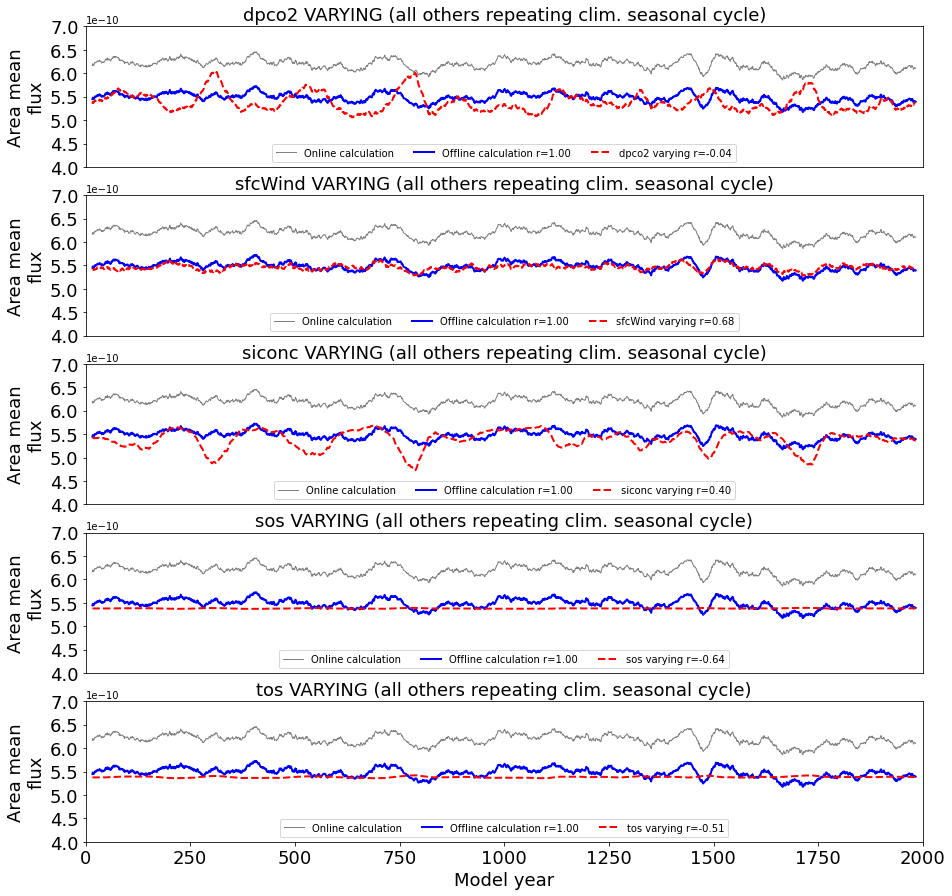 dpco2 VARYING (all others repeating clim. seasonal cycle)
1e−10
7.0
6.5
6.0
5.5
5.0
4.5
4.0
Area mean
flux
Online calculation Offline calculation r=1.00 dpco2 varying r=-0.04
sfcWind VARYING (all others repeating clim. seasonal cycle)
1e−10
7.0
6.5
6.0
5.5
5.0
4.5
4.0
Area mean
flux
Online calculation Offline calculation r=1.00 sfcWind varying r=0.68
siconc VARYING (all others repeating clim. seasonal cycle)
1e−10
7.0
6.5
6.0
5.5
5.0
4.5
4.0
Area mean
flux
Online calculation Offline calculation r=1.00 siconc varying r=0.40
sos VARYING (all others repeating clim. seasonal cycle)
1e−10
7.0
6.5
6.0
5.5
5.0
4.5
4.0
Area mean
flux
Online calculation Offline calculation r=1.00 sos varying r=-0.64
tos VARYING (all others repeating clim. seasonal cycle)
1e−10
7.0
6.5
6.0
5.5
5.0
4.5
4.0
Area mean
flux
Online calculation Offline calculation r=1.00 tos varying r=-0.51
0 250 500 750 1000 1250 1500 1750 2000
Model year